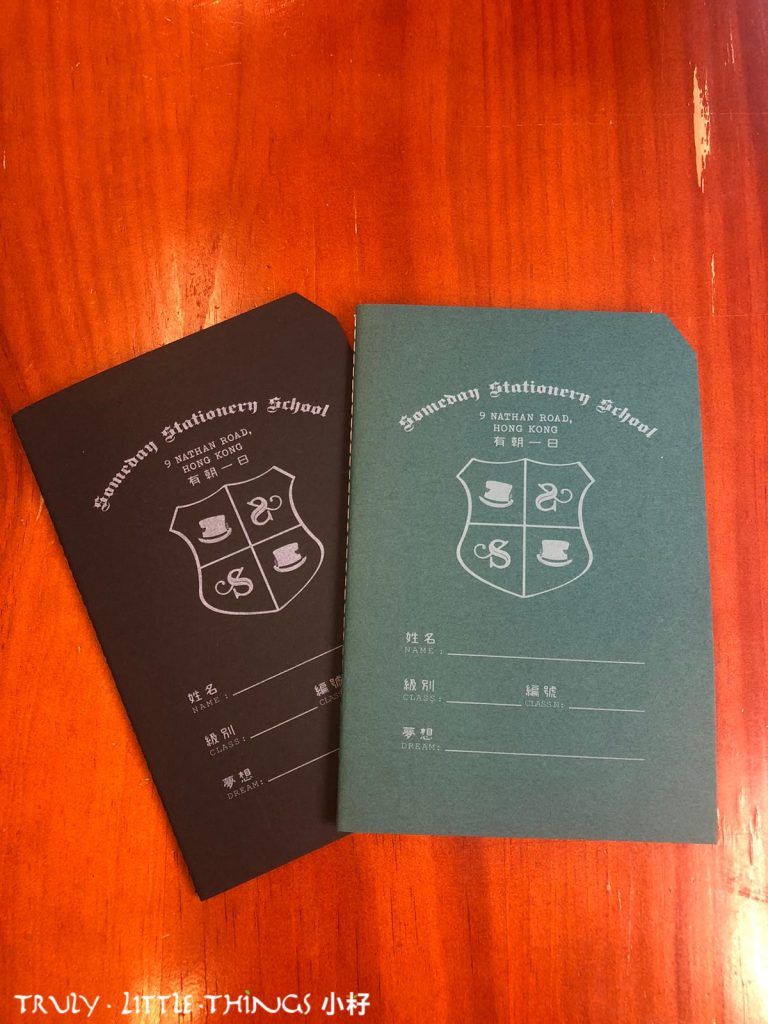 Someday Stationery School
9 NATHAN ROAD,
HONG KONG
有朝一日
S
S
姓名
NAME:
級別
CLASS:
編號
CLASS
夢想
DREAM:
Someday Stationery School
9 NATHAN ROAD,
HONG KONG
有朝一日
S
S
姓名
NAME:
級別
CLASS:
編號
CLASS N:
夢想
DREAM:
TRULY · LITTLE · THINGS 小籽